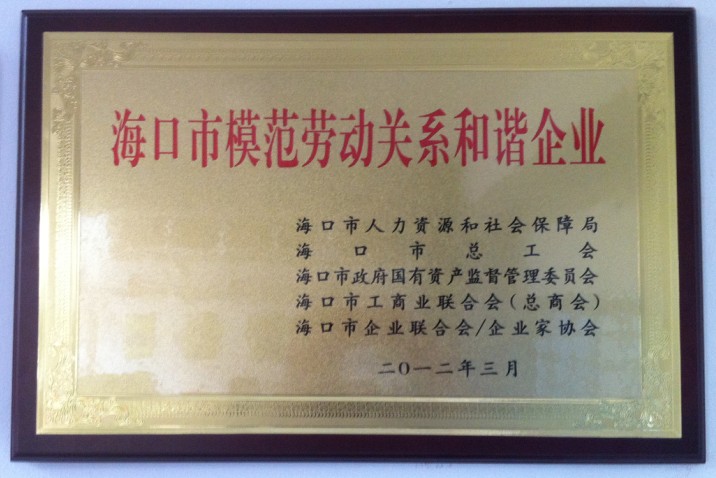 海口市模范劳动关系和谐企业
海口市人力资源和社会保障局
海口市总工会
海口市政府国有资产监督管理委员会
海口市工商业联合会(总商会)
海口市企业联合会/企业家协会
二〇一二年三月